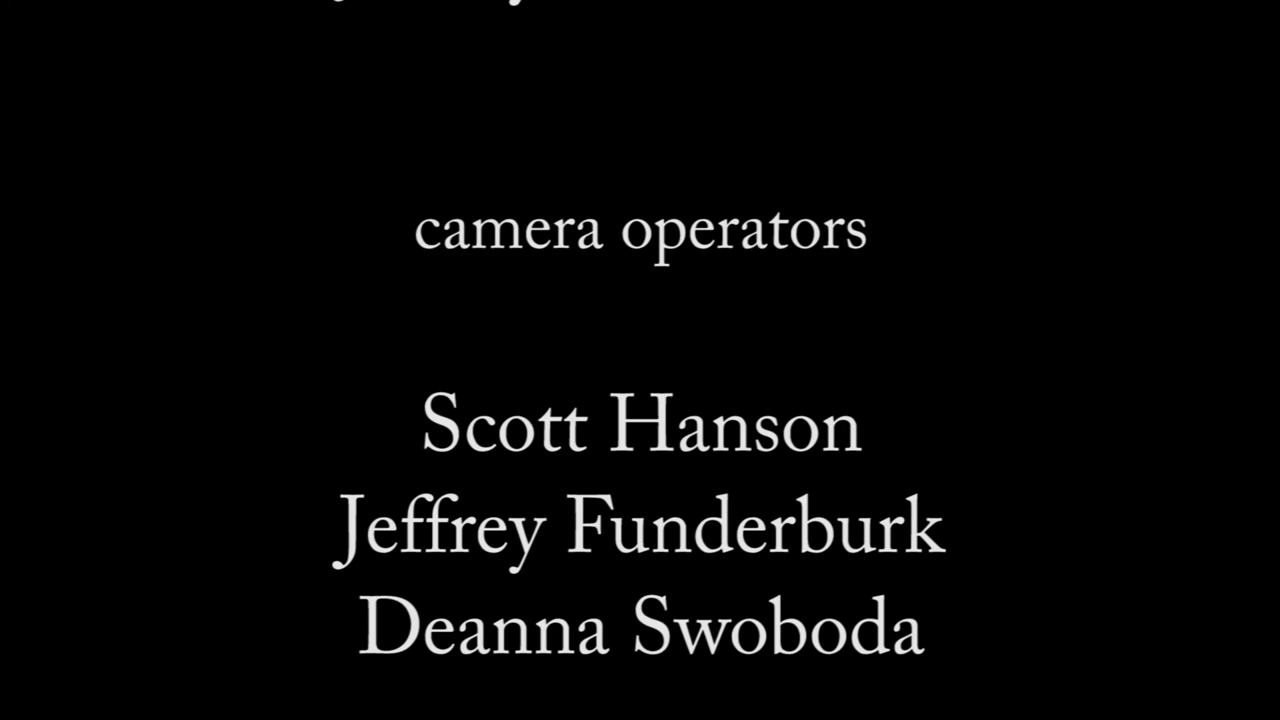 camera operators
Scott Hanson
Jeffrey Funderburk
Deanna Swoboda